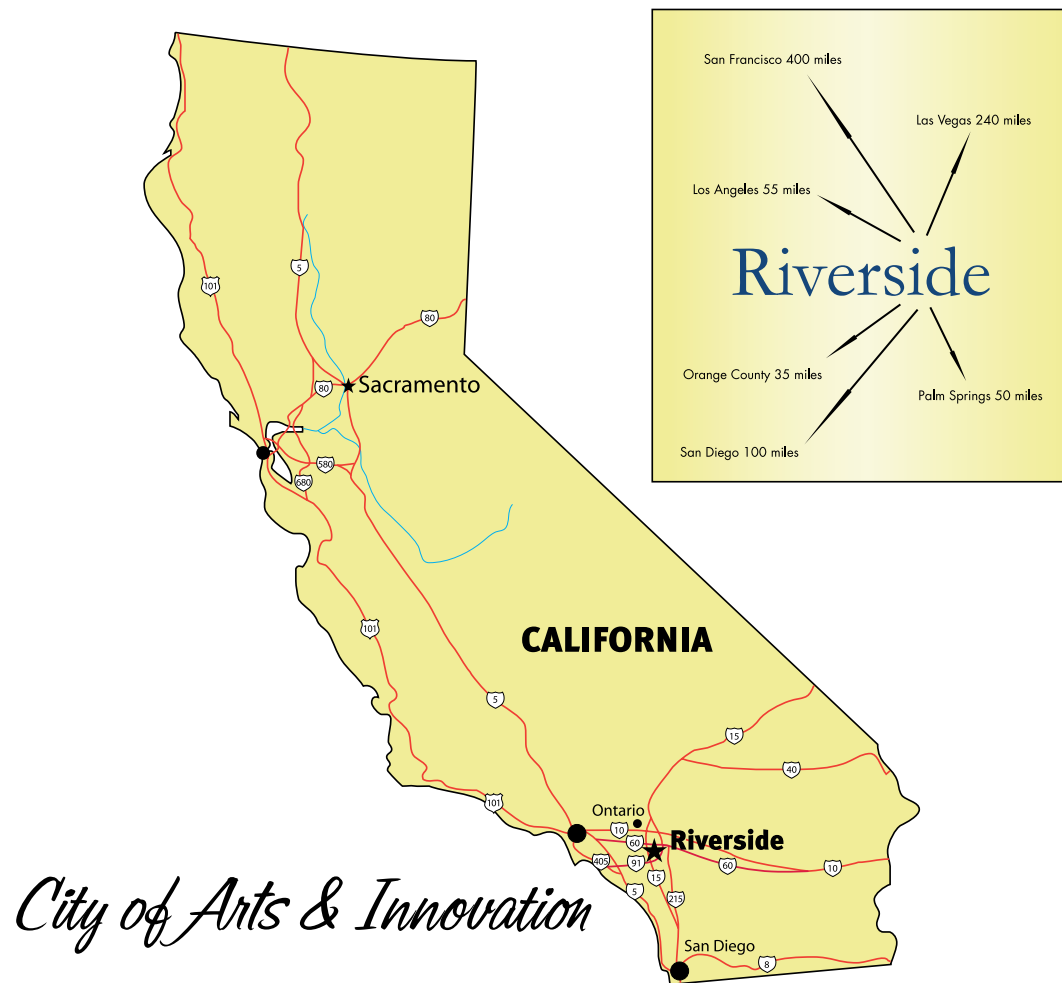 San Francisco 400 miles
Las Vegas 240 miles
Los Angeles 55 miles
Riverside
Orange County 35 miles
Palm Springs 50 miles
San Diego 100 miles
101
5
80
80
Sacramento
580
680
101
CALIFORNIA
5
15
40
101
Ontario
10
Riverside
60
405
91
60
10
15
5
215
City of Arts & Innovation
San Diego
8